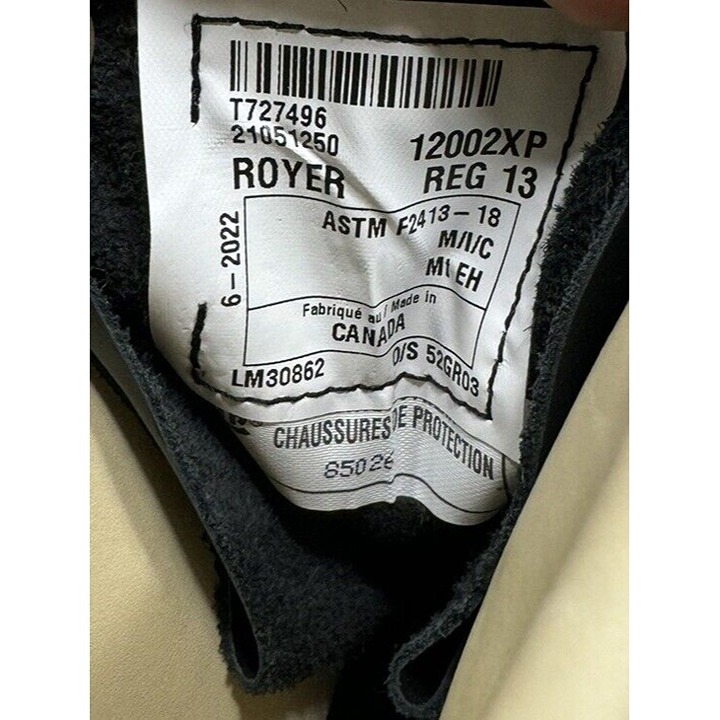 T727496
21051250
12002XP
ROYER
REG 13
6-2022
ASTM F2413-18
M/I/C
Mt EH
Fabriqué au / Made in
CANADA
LM30862
O/S 52GR03
CHAUSSURES DE PROTECTION
85026